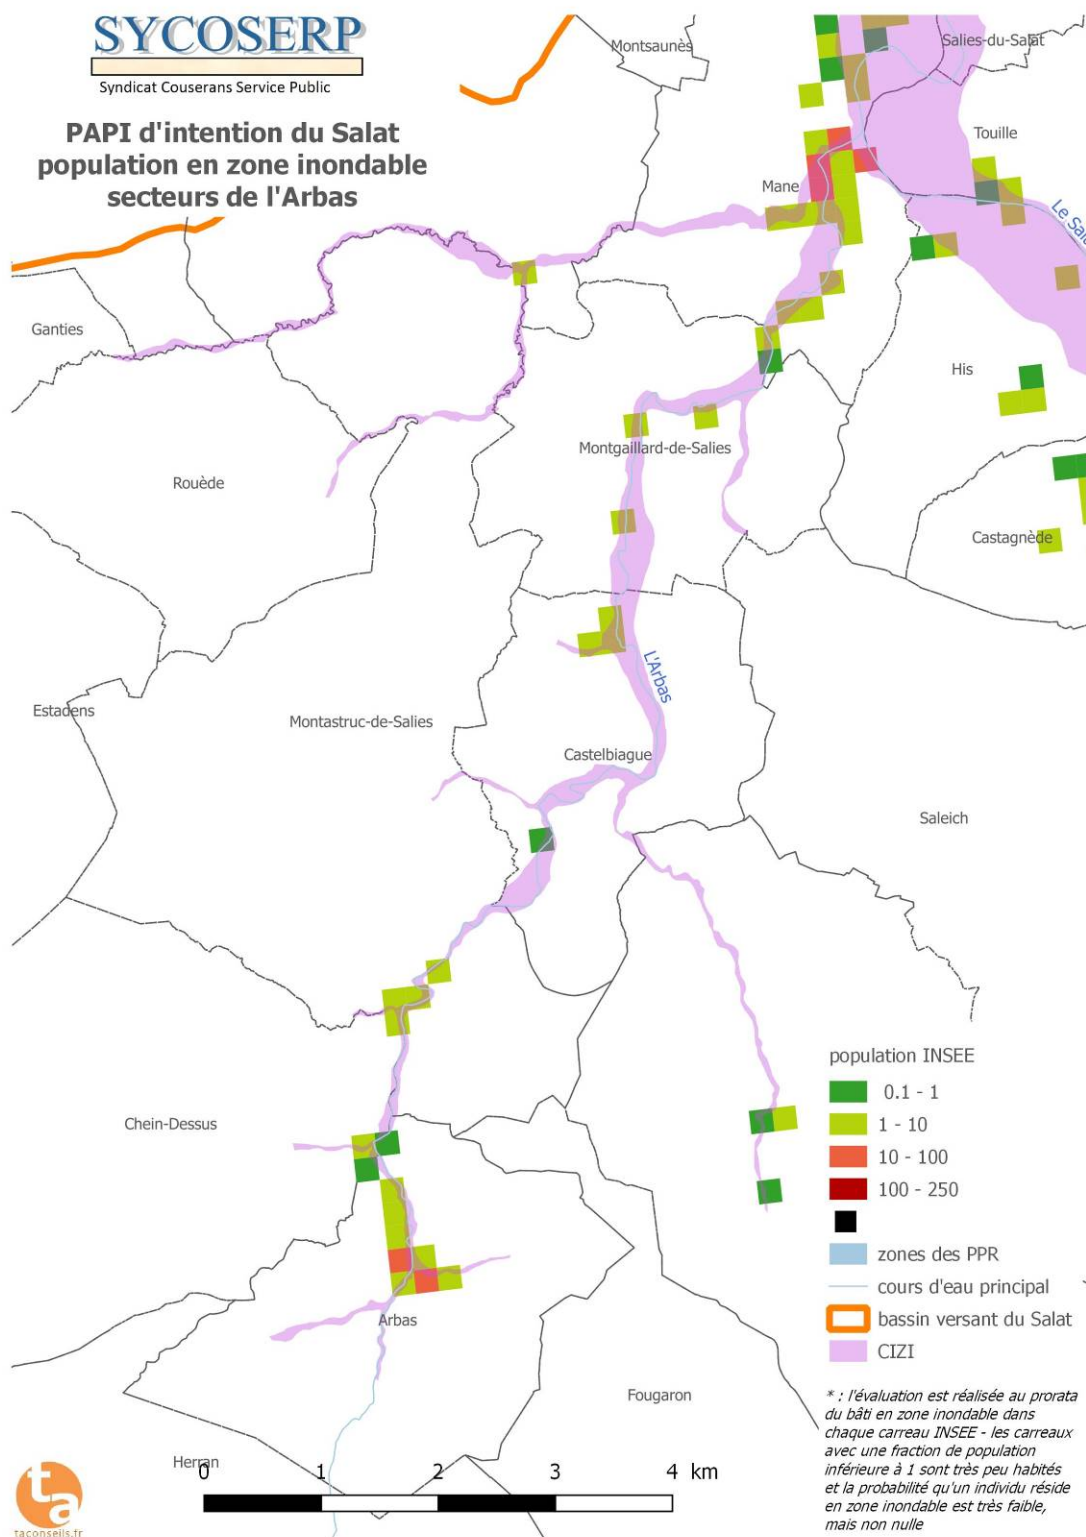 SYCOSERP
Syndicat Couserans Service Public
PAPI d'intention du Salat
population en zone inondable
secteurs de l'Arbas
Montsaunès
Salies-du-Salat
Touille
Mane
Le Sala
Ganties
His
Montgaillard-de-Salies
Rouède
Castagnède
L'Arbas
Estadens
Montastruc-de-Salies
Castelbiague
Saleich
population INSEE
0.1 - 1
1 - 10
10 - 100
100 - 250
zones des PPR
cours d'eau principal
bassin versant du Salat
CIZI
Chein-Dessus
Arbas
Fougaron
Herran
* : l'évaluation est réalisée au prorata
du bâti en zone inondable dans
chaque carreau INSEE - les carreaux
avec une fraction de population
inférieure à 1 sont très peu habités
et la probabilité qu'un individu réside
en zone inondable est très faible,
mais non nulle
0 1 2 3 4 km
ta
taconseils.fr